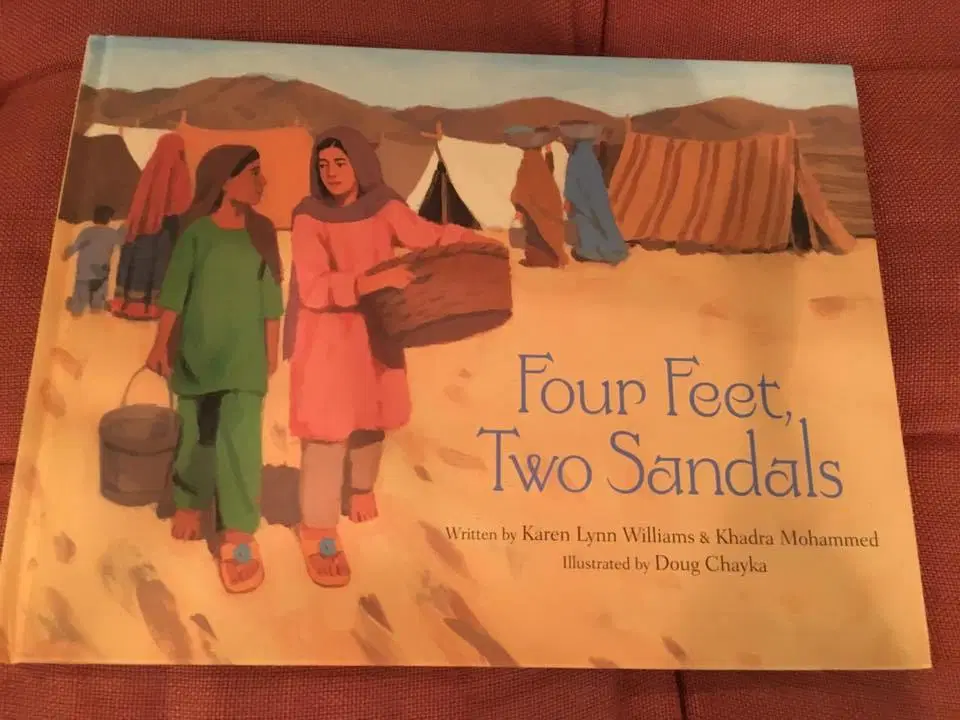 Four Feet,
Two Sandals
Written by Karen Lynn Williams & Khadra Mohammed
Illustrated by Doug Chayka